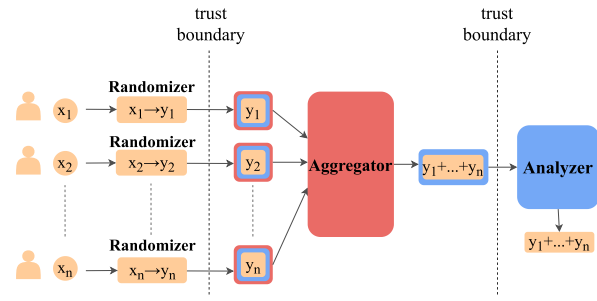 trust
boundary
trust
boundary
Randomizer
x₁ x₁→y₁ y₁
Randomizer
x₂ x₂→y₂ y₂
Aggregator
y₁+...+yₙ
Analyzer
y₁+...+yₙ
Randomizer
xₙ xₙ→yₙ yₙ